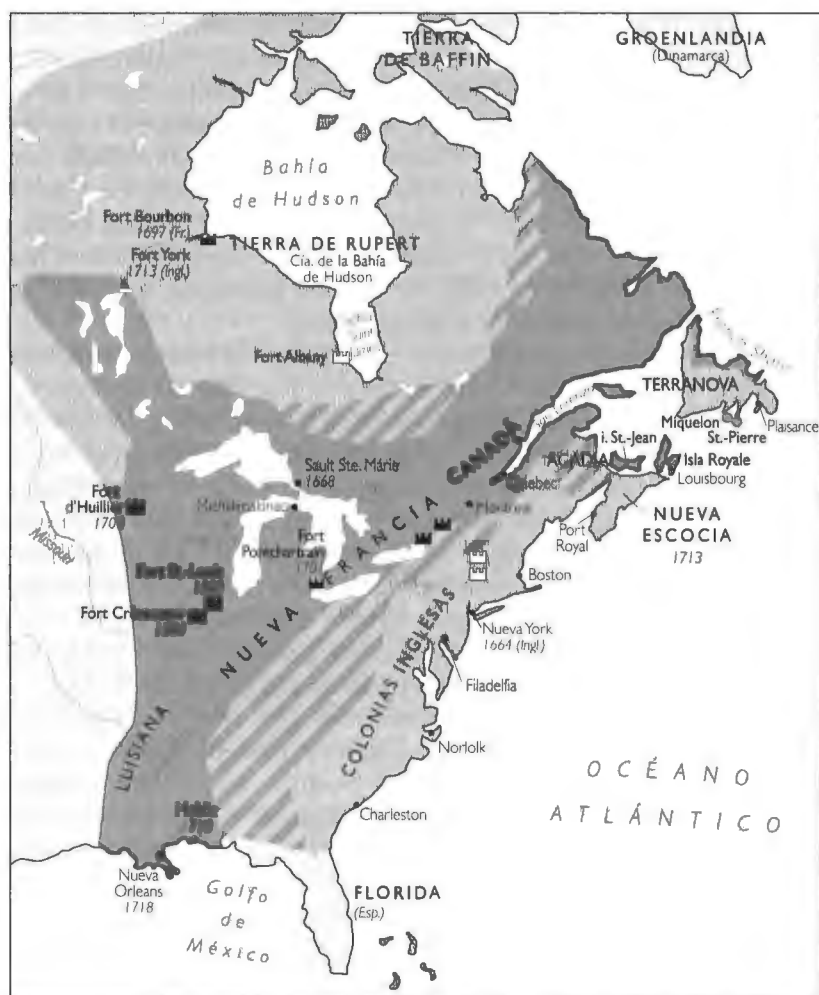 TIERRA
DE BAFFIN
GROENLANDIA
(Dinamarca)
Bahía
de Hudson
Fort Bourbon
1697 (Fr.)
Fort York
1713 (Ingl.)
TIERRA DE RUPERT
Cía. de la Bahía
de Hudson
Fort Albany
TERRANOVA
Miquelon
St.-Pierre
Plaisance
CANADÁ
ACADIA
i. St.-Jean
Isla Royale
Louisbourg
Quebec
Sault Ste. Marie
1668
Montreal
Fort
d'Huillier
Missouri
Fort
Port
Royal
NUEVA
ESCOCIA
1713
Boston
Fort St-Louis
NUEVA FRANCIA
Nueva York
1664 (Ingl.)
COLONIAS INGLESAS
Filadelfia
Norfolk
LUISIANA
OCÉANO
ATLÁNTICO
Charleston
Nueva
Orleans
1718
Golfo
de
México
FLORIDA
(Esp.)